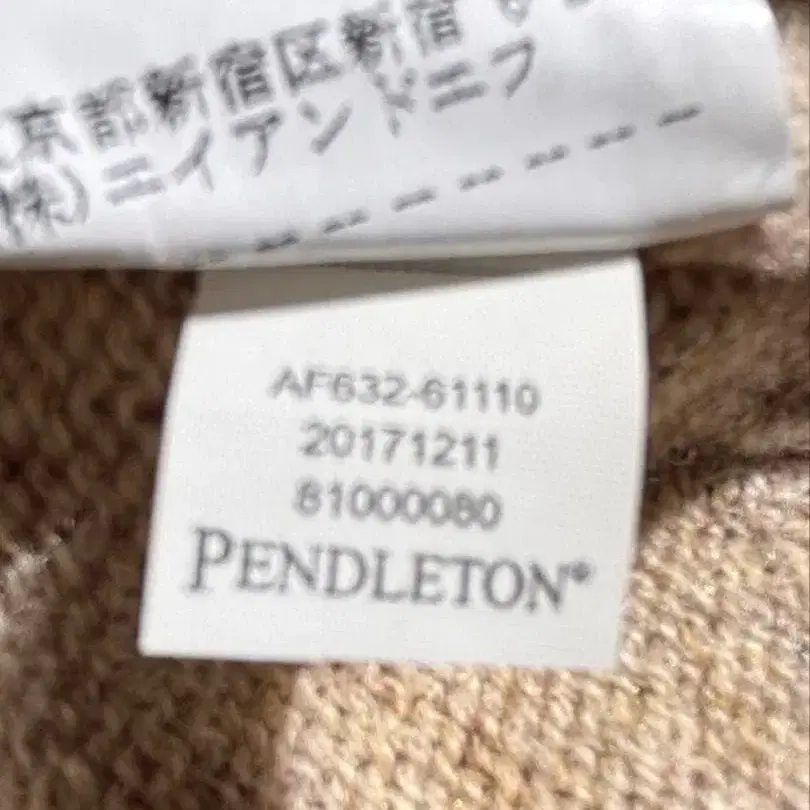 京都新宿区新宿
(株)ニイアンドニフ
AF632-61110
20171211
81000080
PENDLETON®